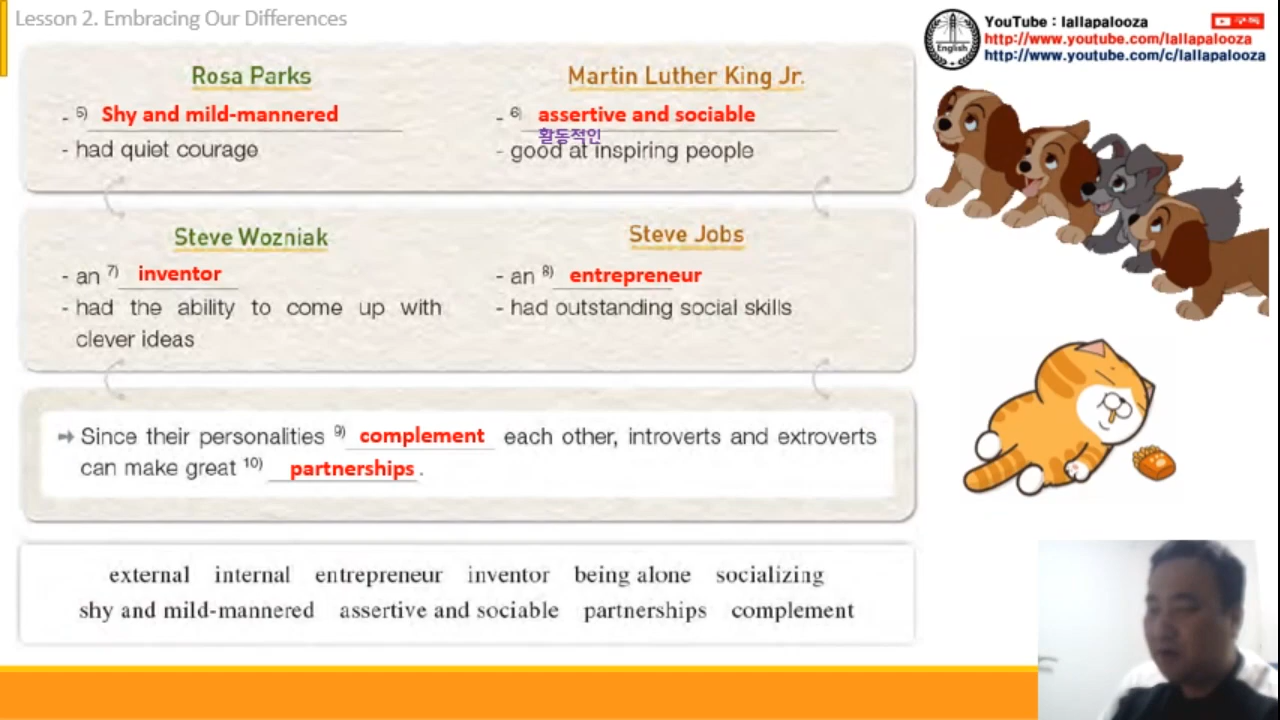 Lesson 2. Embracing Our Differences
YouTube : lallapalooza
구독
http://www.youtube.com/lallapalooza
http://www.youtube.com/c/lallapalooza
English
Rosa Parks
- 5) Shy and mild-mannered
- had quiet courage
Martin Luther King Jr.
- 6) assertive and sociable
활동적인
- good at inspiring people
Steve Wozniak
- an 7) inventor
- had the ability to come up with
clever ideas
Steve Jobs
- an 8) entrepreneur
- had outstanding social skills
➡ Since their personalities 9) complement each other, introverts and extroverts
can make great 10) partnerships .
external internal entrepreneur inventor being alone socializing
shy and mild-mannered assertive and sociable partnerships complement